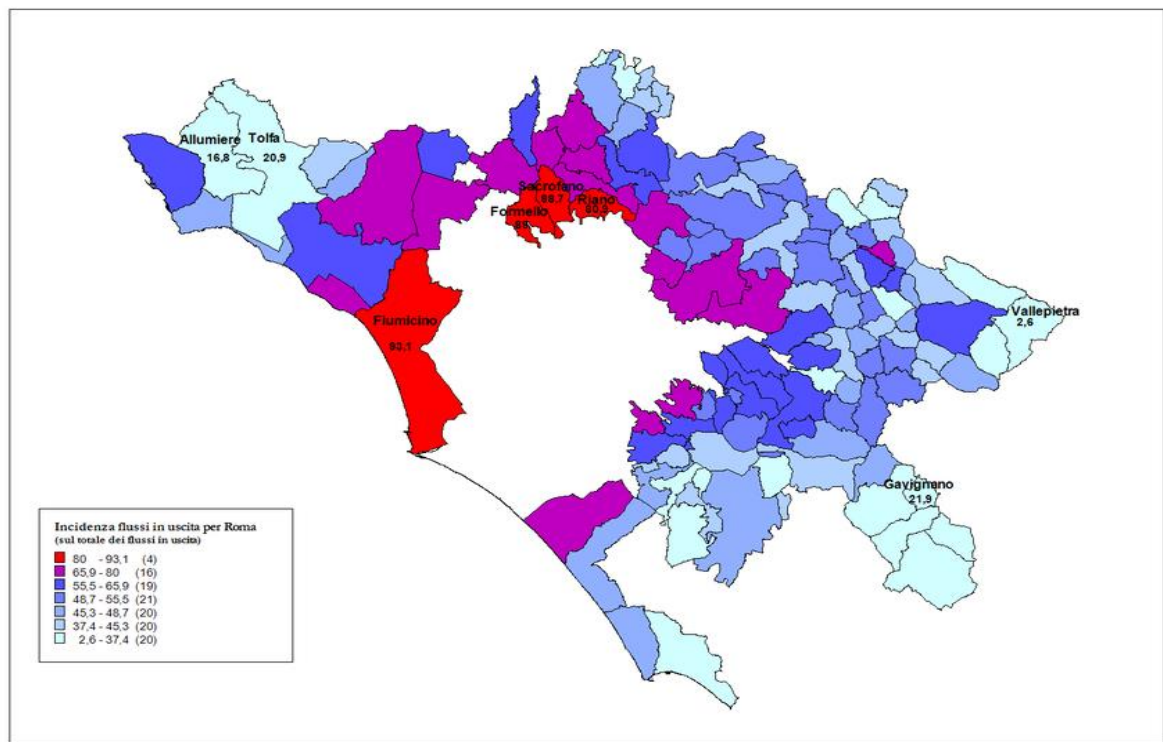 Allumiere
16,8
Tolfa
20,9
Sacrofano
88,7
Riano
80,9
Formello
Fiumicino
93,1
Vallepietra
2,6
Gavignano
21,9
Incidenza flussi in uscita per Roma
(sul totale dei flussi in uscita)
80 - 93,1 (4)
65,9 - 80 (16)
55,5 - 65,9 (19)
48,7 - 55,5 (21)
45,3 - 48,7 (20)
37,4 - 45,3 (20)
2,6 - 37,4 (20)